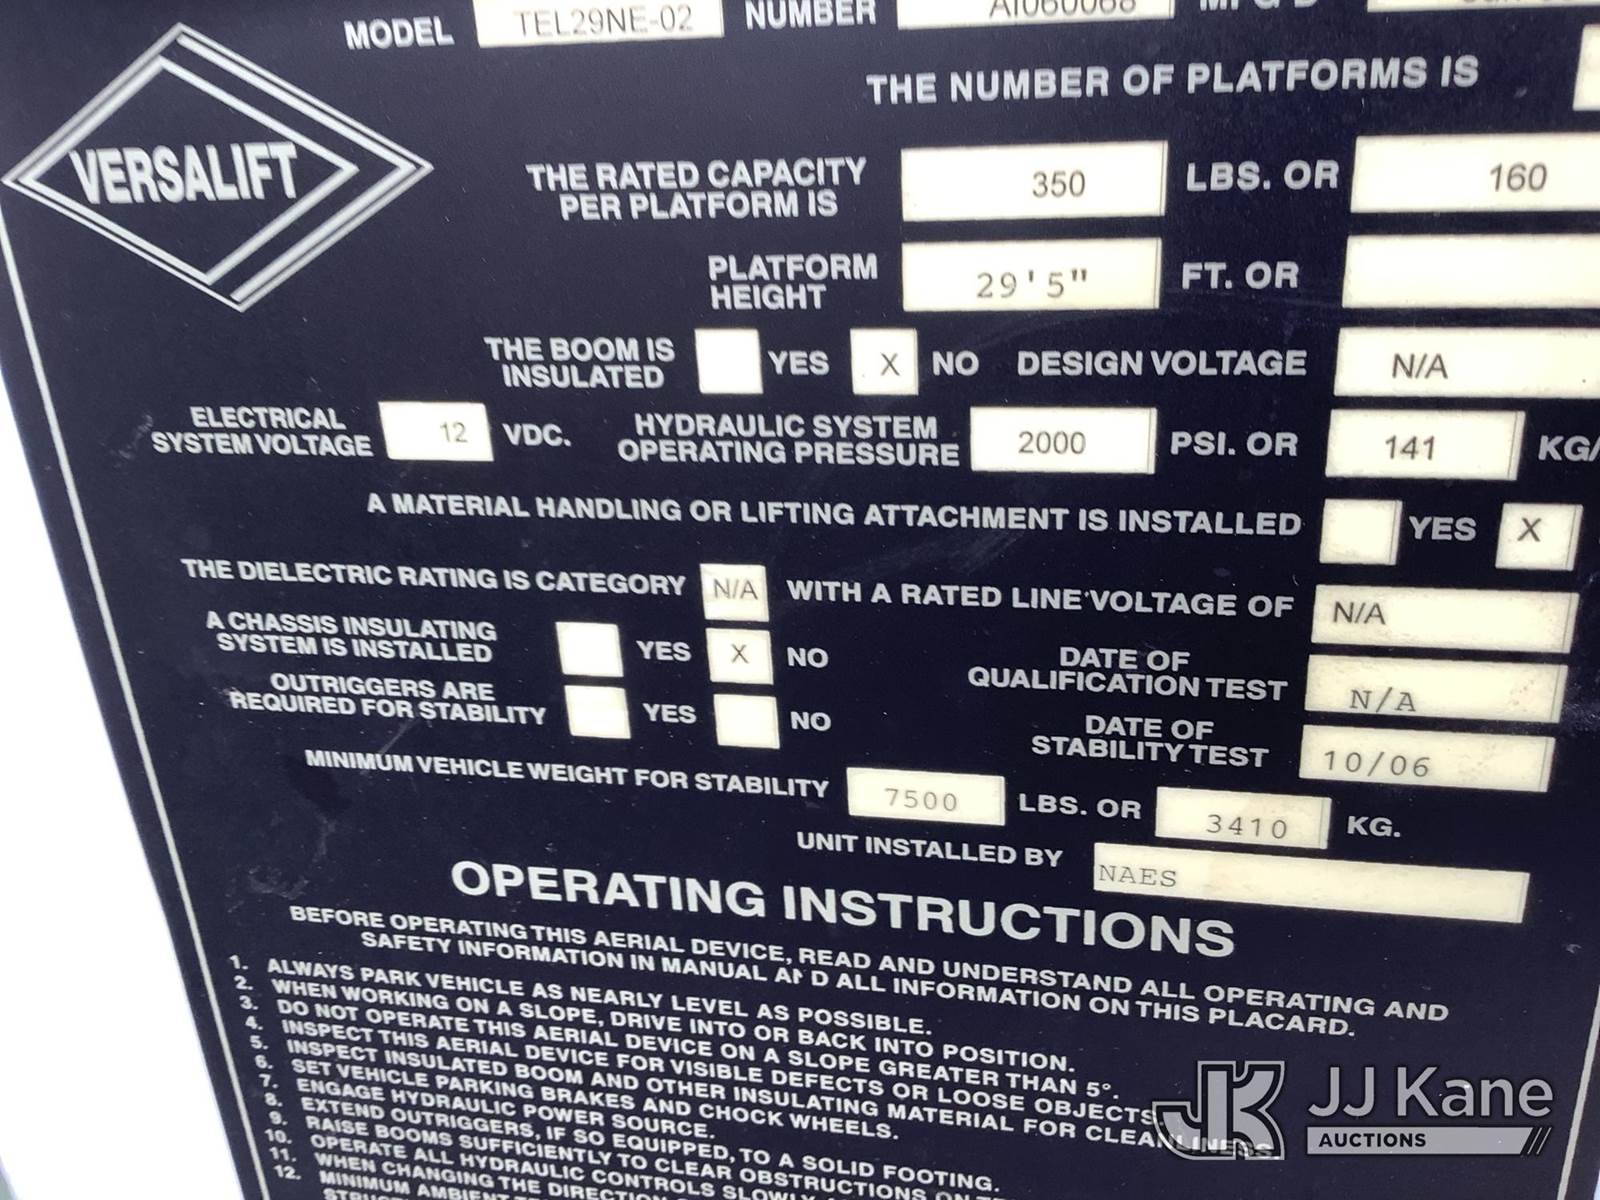 MODEL TEL29NE-02 NUMBER AI060068
VERSALIFT
THE NUMBER OF PLATFORMS IS
THE RATED CAPACITY
PER PLATFORM IS 350 LBS. OR 160
PLATFORM
HEIGHT 29'5" FT. OR
THE BOOM IS
INSULATED YES X NO DESIGN VOLTAGE N/A
ELECTRICAL
SYSTEM VOLTAGE 12 VDC. HYDRAULIC SYSTEM
OPERATING PRESSURE 2000 PSI. OR 141 KG/
A MATERIAL HANDLING OR LIFTING ATTACHMENT IS INSTALLED YES X
THE DIELECTRIC RATING IS CATEGORY N/A WITH A RATED LINE VOLTAGE OF N/A
A CHASSIS INSULATING
SYSTEM IS INSTALLED YES X NO
DATE OF
QUALIFICATION TEST N/A
OUTRIGGERS ARE
REQUIRED FOR STABILITY YES NO
DATE OF
STABILITY TEST 10/06
MINIMUM VEHICLE WEIGHT FOR STABILITY 7500 LBS. OR 3410 KG.
UNIT INSTALLED BY NAES
OPERATING INSTRUCTIONS
BEFORE OPERATING THIS AERIAL DEVICE, READ AND UNDERSTAND ALL OPERATING AND
SAFETY INFORMATION IN MANUAL AND ALL INFORMATION ON THIS PLACARD.
1. ALWAYS PARK VEHICLE AS NEARLY LEVEL AS POSSIBLE.
2. WHEN WORKING ON A SLOPE, DRIVE INTO OR BACK INTO POSITION.
3. DO NOT OPERATE THIS AERIAL DEVICE ON A SLOPE GREATER THAN 5°.
4. INSPECT THIS AERIAL DEVICE FOR VISIBLE DEFECTS OR LOOSE OBJECTS
5. INSPECT INSULATED BOOM AND OTHER INSULATING MATERIAL FOR CLEANLINESS.
6. SET VEHICLE PARKING BRAKES AND CHOCK WHEELS.
7. ENGAGE HYDRAULIC POWER SOURCE.
8. EXTEND OUTRIGGERS, IF SO EQUIPPED, TO A SOLID FOOTING.
9. RAISE BOOMS SUFFICIENTLY TO CLEAR OBSTRUCTIONS ON
10. OPERATE ALL HYDRAULIC CONTROLS SLOWLY
11. WHEN CHANGING THE DIRECTION
12. MINIMUM AMBIENT
JK JJ Kane
AUCTIONS